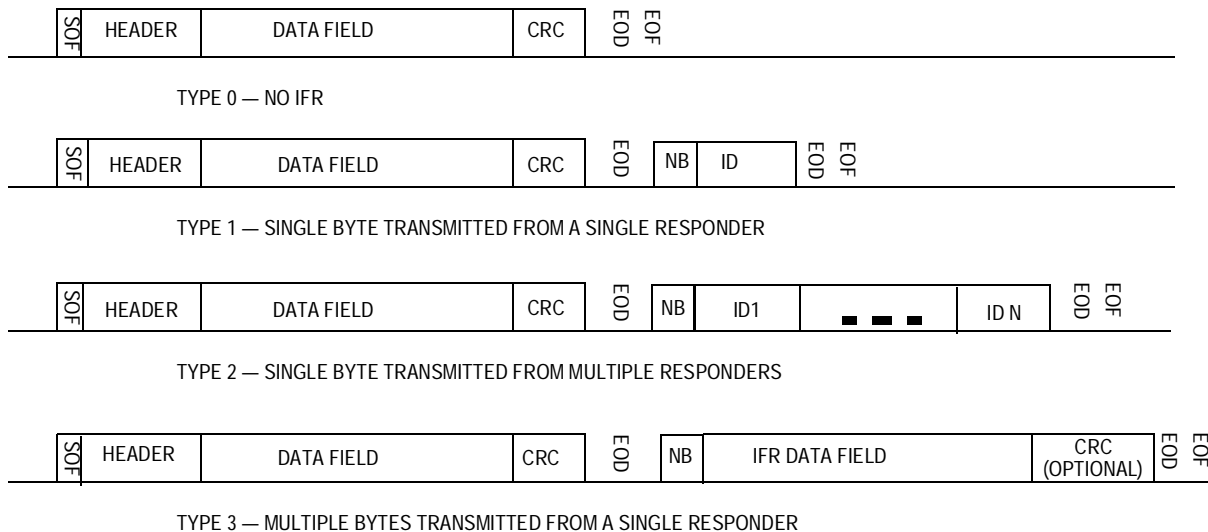 SOF HEADER DATA FIELD CRC EOD EOF
TYPE 0 — NO IFR
SOF HEADER DATA FIELD CRC EOD NB ID EOD EOF
TYPE 1 — SINGLE BYTE TRANSMITTED FROM A SINGLE RESPONDER
SOF HEADER DATA FIELD CRC EOD NB ID1 ID N EOD EOF
TYPE 2 — SINGLE BYTE TRANSMITTED FROM MULTIPLE RESPONDERS
SOF HEADER DATA FIELD CRC EOD NB IFR DATA FIELD CRC (OPTIONAL) EOD EOF
TYPE 3 — MULTIPLE BYTES TRANSMITTED FROM A SINGLE RESPONDER